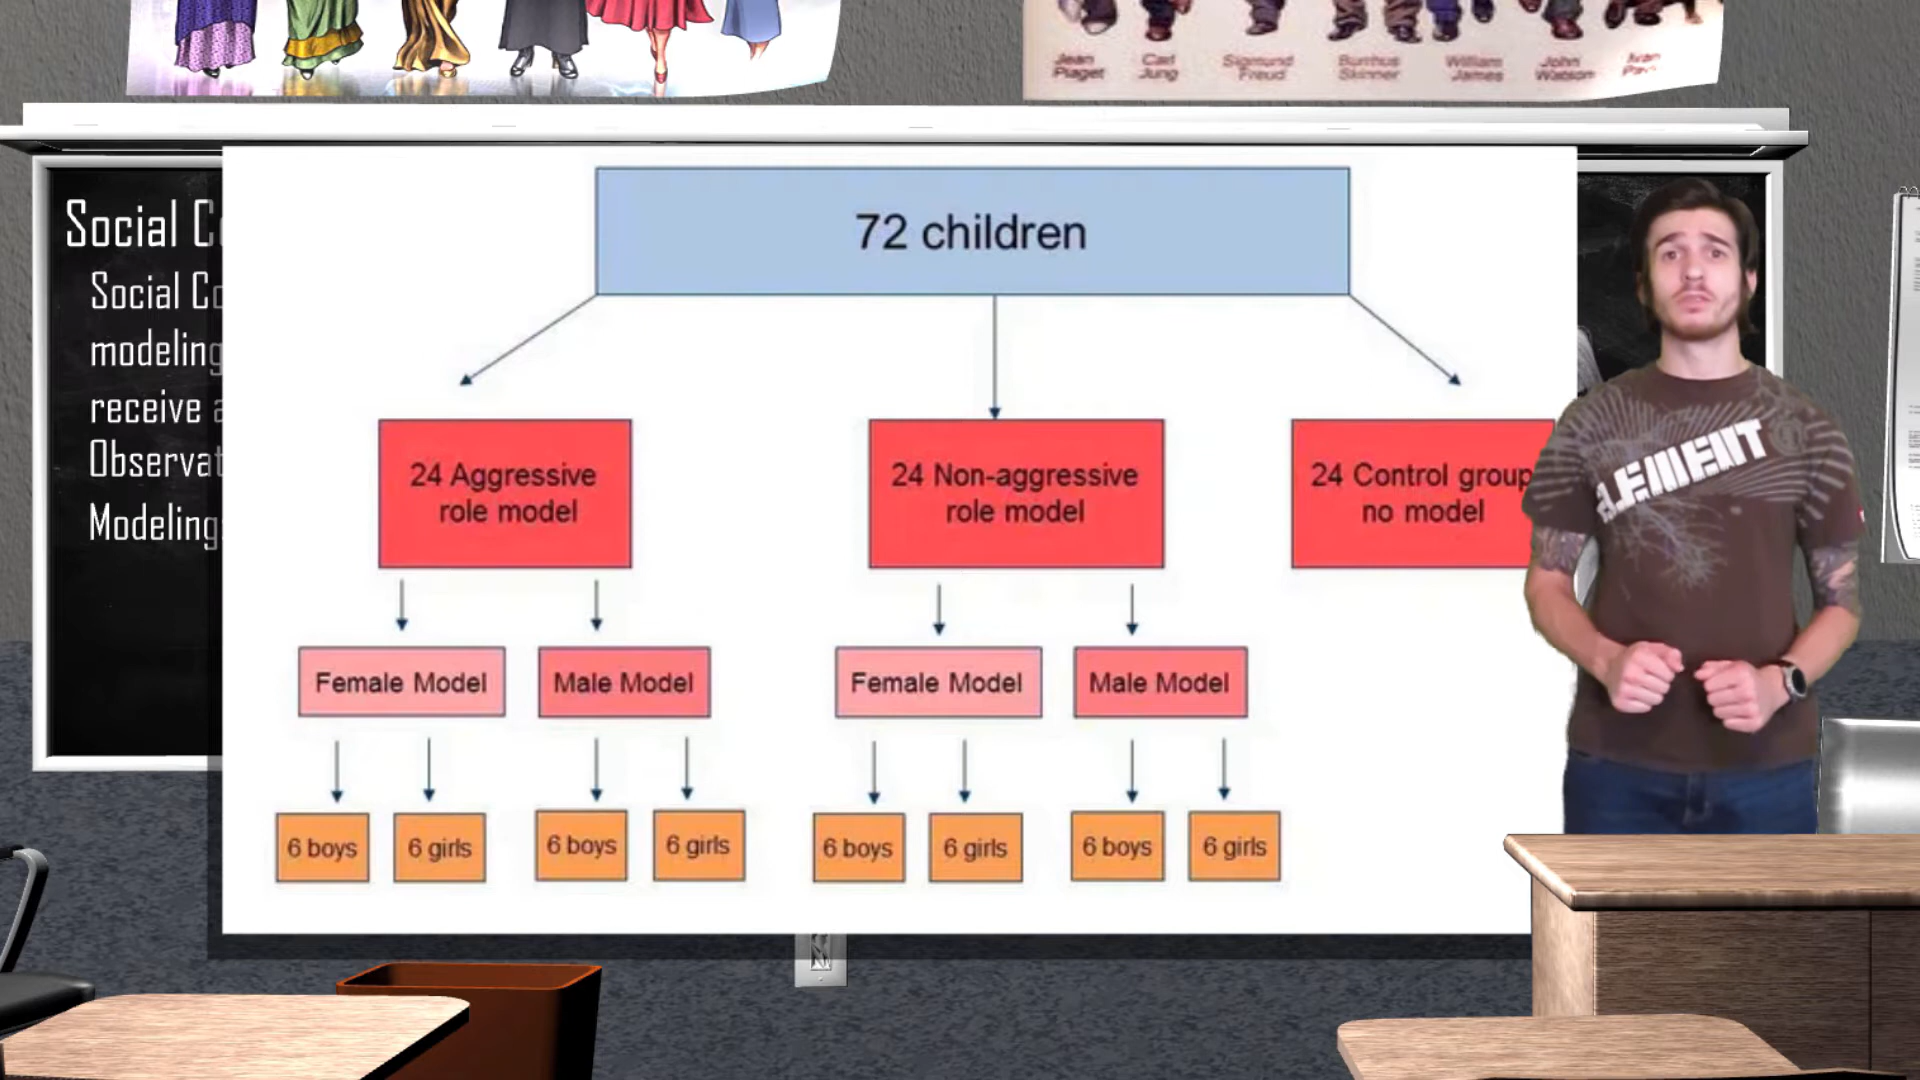 Jean
Piaget
Carl
Jung
Sigmund
Freud
Burrhus
Skinner
William
James
John
Watson
Ivan
Social
Social
modeling
receive
Modeling
72 children
24 Aggressive
role model
24 Non-aggressive
role model
24 Control group
no model
Female Model
Male Model
Female Model
Male Model
6 boys
6 girls
6 boys
6 girls
6 boys
6 girls
6 boys
6 girls
ELEMENT